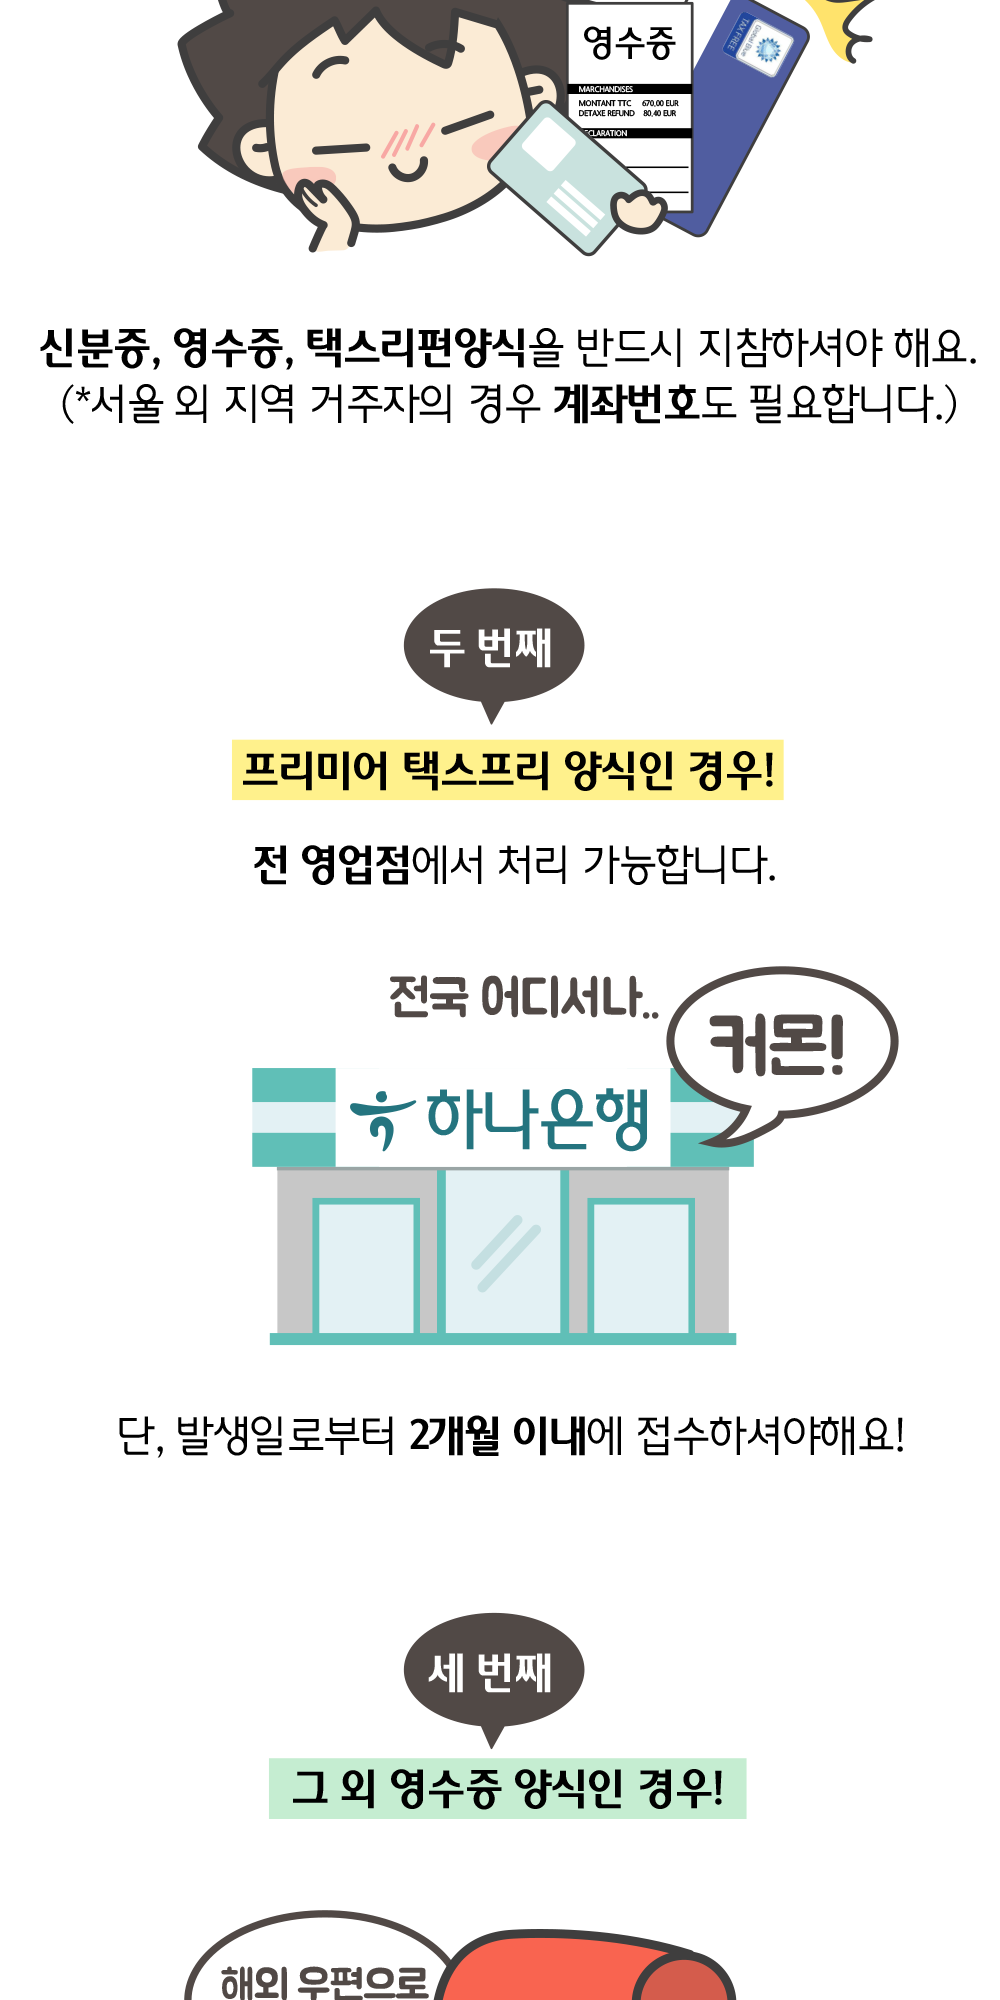 영수증
Global Blue
TAX FREE
MARCHANDISES
MONTANT TTC 670,00 EUR
DETAXE REFUND 80,40 EUR
CLARATION
신분증, 영수증, 택스리펀양식을 반드시 지참하셔야 해요.
(*서울 외 지역 거주자의 경우 계좌번호도 필요합니다.)
두 번째
프리미어 택스프리 양식인 경우!
전 영업점에서 처리 가능합니다.
전국 어디서나..
커몬!
하나은행
단, 발생일로부터 2개월 이내에 접수하셔야해요!
세 번째
그 외 영수증 양식인 경우!
해외 우편으로